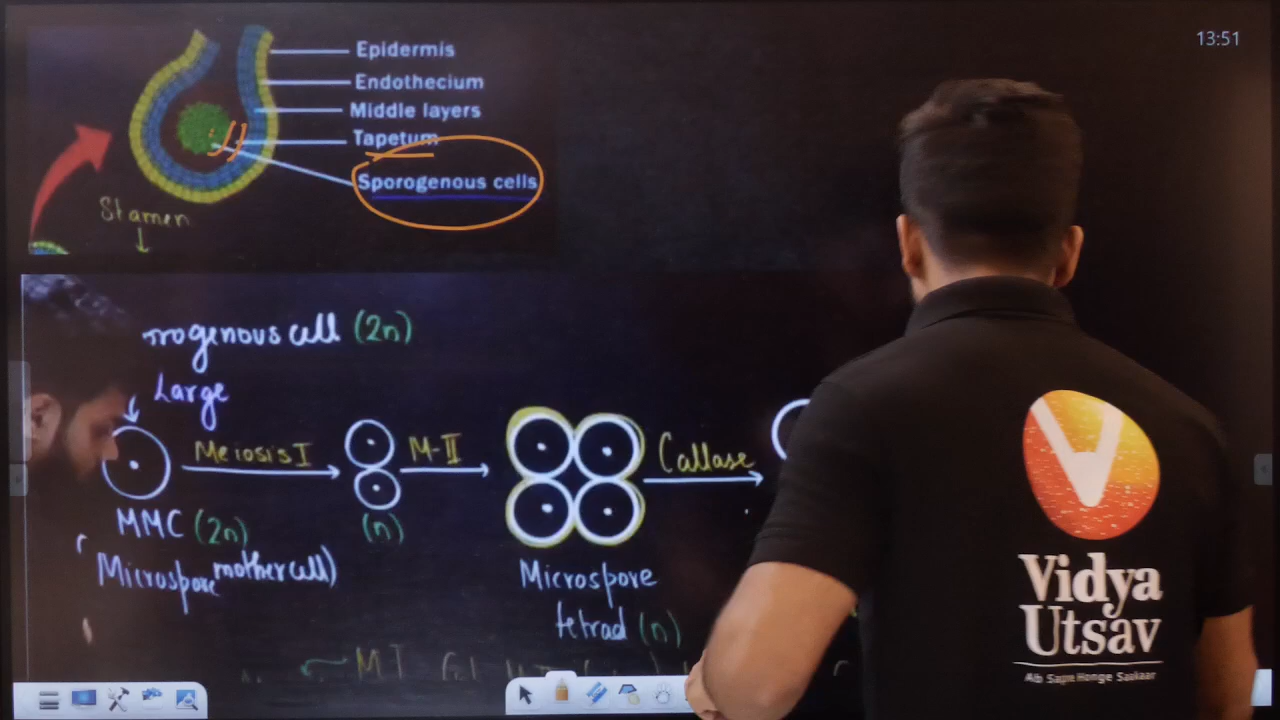 13:51
Epidermis
Endothecium
Middle layers
Tapetum
Sporogenous cells
Stamen
rogenous cell (2n)
Large
Meiosis I
M-II
Callase
MMC (2n)
(n)
(Microspore mother cell)
Microspore
tetrad (n)
Vidya
Utsav
Ab Sapne Honge Saakaar